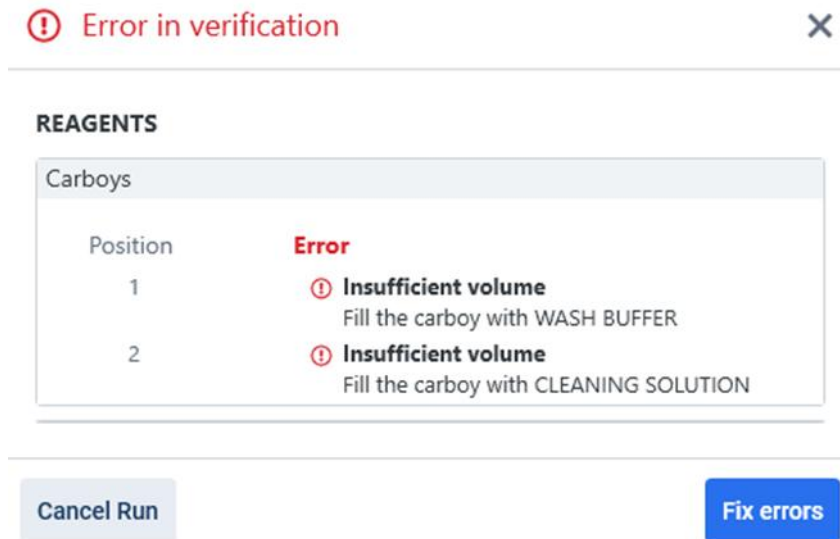 Error in verification
REAGENTS
Carboys
Position Error
1 Insufficient volume
Fill the carboy with WASH BUFFER
2 Insufficient volume
Fill the carboy with CLEANING SOLUTION
Cancel Run Fix errors